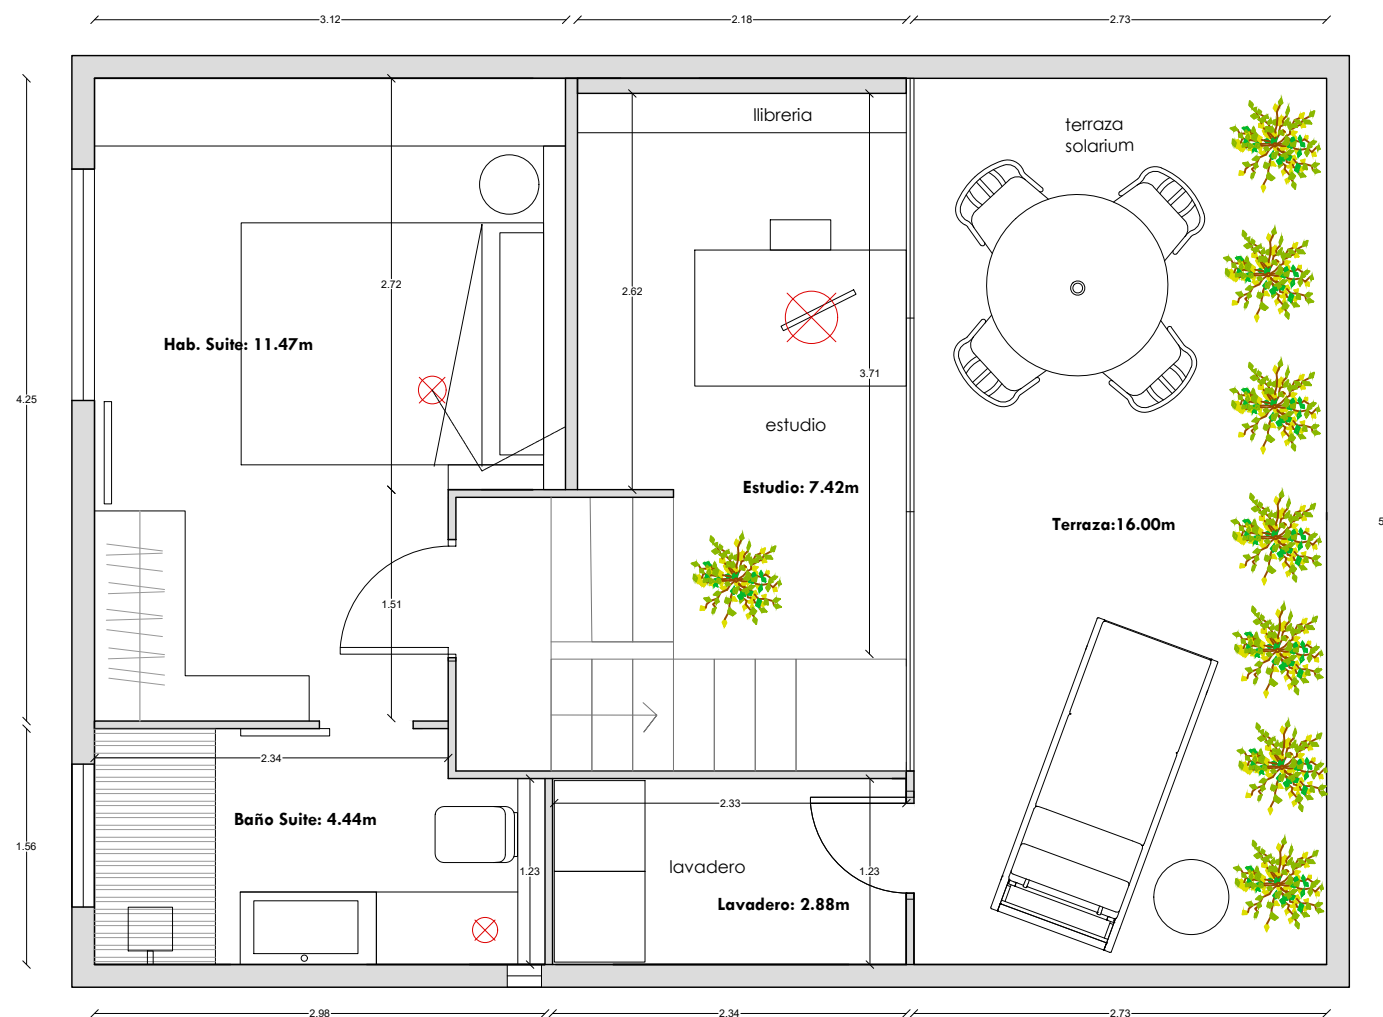 3.12
2.18
2.73
llibreria
terraza
solarium
2.72
2.62
Hab. Suite: 11.47m
3.71
4.25
estudio
Estudio: 7.42m
Terraza:16.00m
5
1.51
2.34
2.33
Baño Suite: 4.44m
1.56
1.23
lavadero
1.23
Lavadero: 2.88m
2.98
2.34
2.73